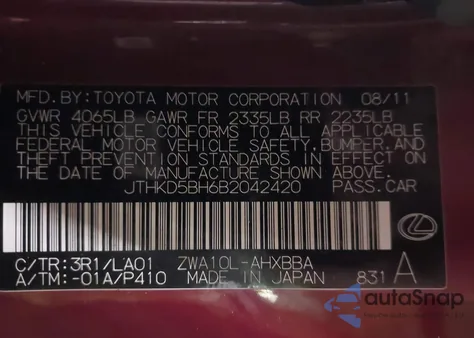 MFD.BY:TOYOTA MOTOR CORPORATION 08/11
GVWR 4065LB GAWR FR 2335LB RR 2235LB
THIS VEHICLE CONFORMS TO ALL APPLICABLE
FEDERAL MOTOR VEHICLE SAFETY,BUMPER,AND
THEFT PREVENTION STANDARDS IN EFFECT ON
THE DATE OF MANUFACTURE SHOWN ABOVE.
JTHKD5BH6B2042420 PASS.CAR
C/TR:3R1/LA01 ZWA10L-AHXBBA
A/TM:-01A/P410 MADE IN JAPAN 831 A
autoSnap